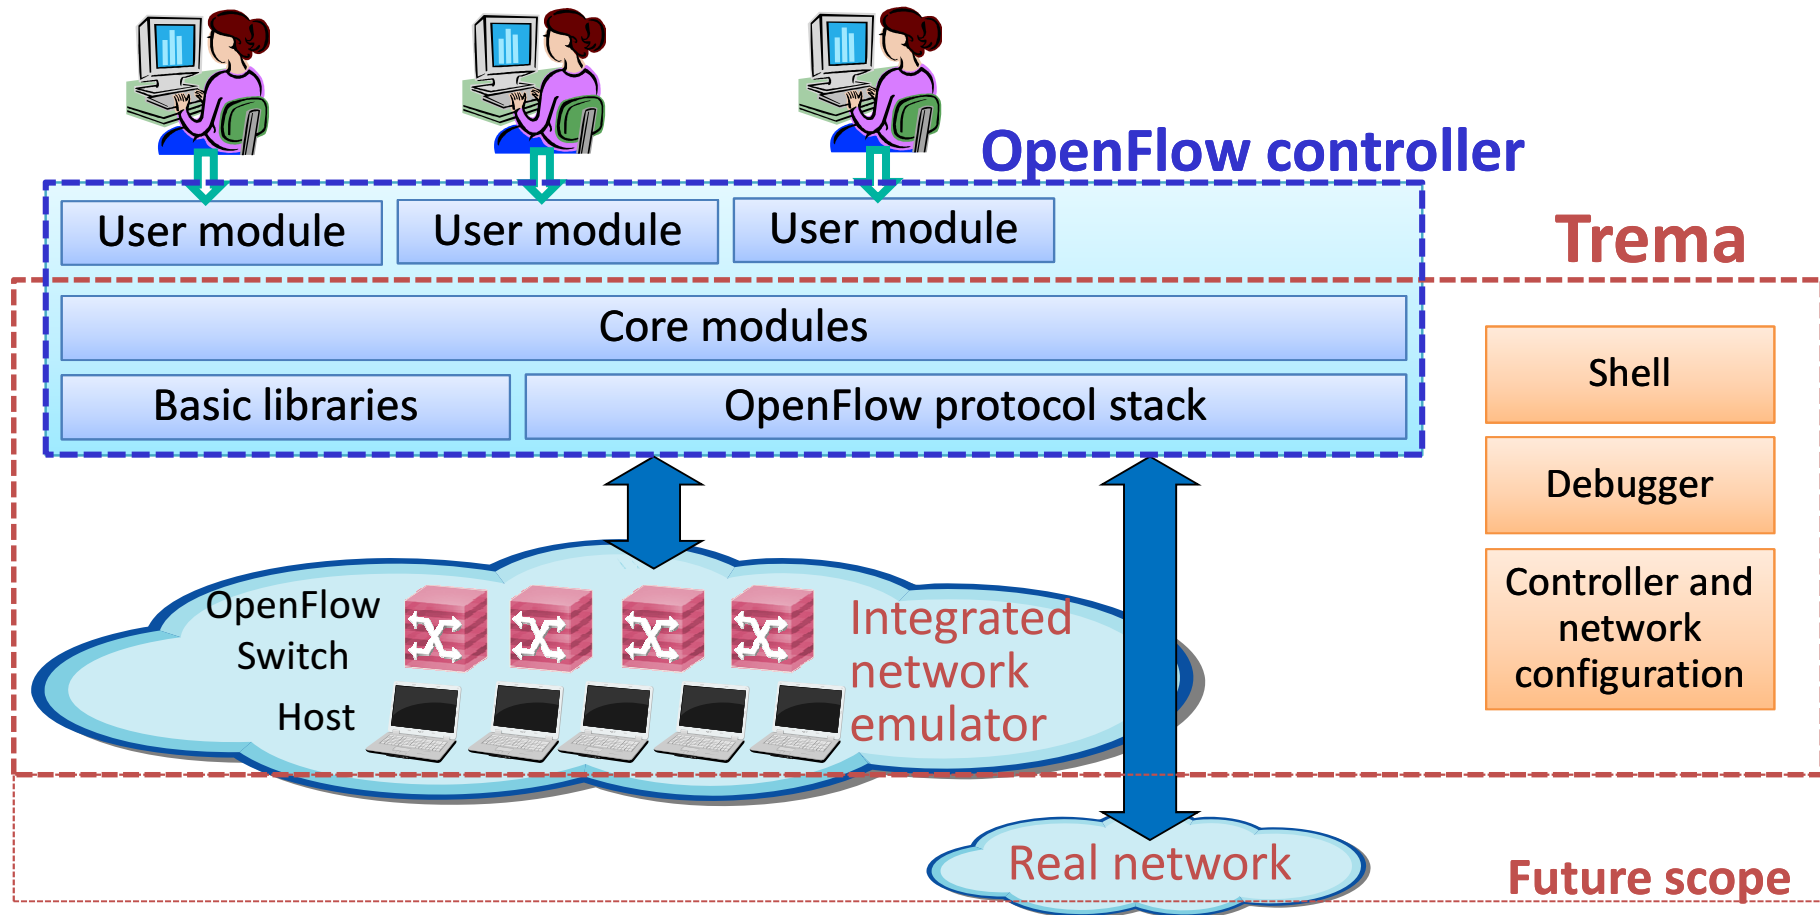 OpenFlow controller
User module
User module
User module
Trema
Core modules
Basic libraries
OpenFlow protocol stack
Shell
Debugger
Controller and
network
configuration
OpenFlow
Switch
Host
Integrated
network
emulator
Real network
Future scope